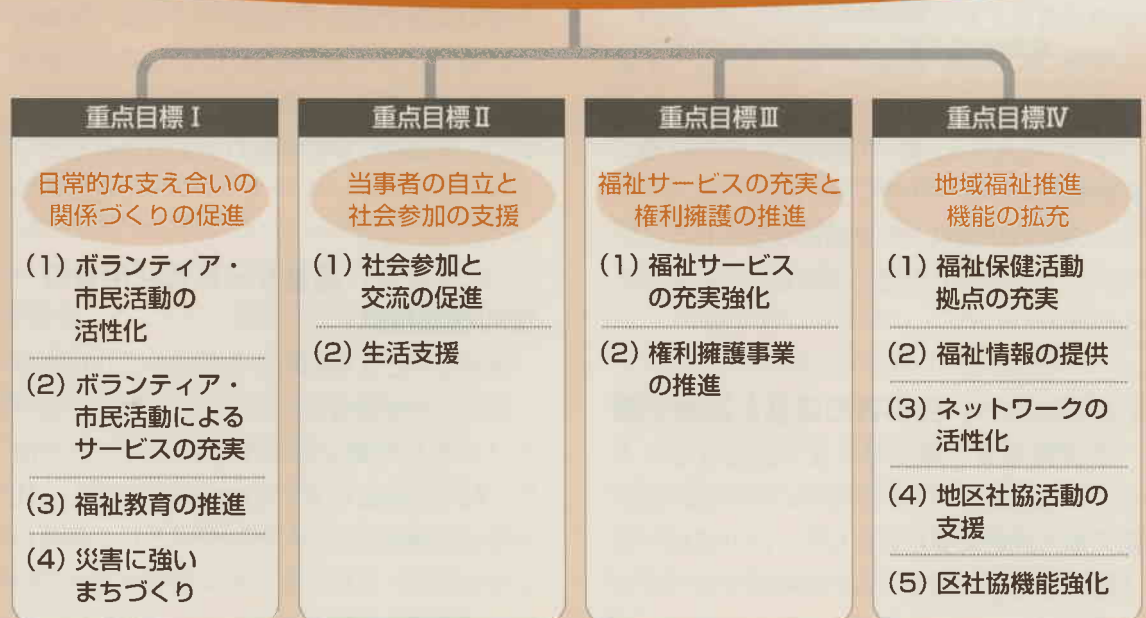 重点目標Ⅰ
日常的な支え合いの
関係づくりの促進
(1) ボランティア・
市民活動の
活性化
(2) ボランティア・
市民活動による
サービスの充実
(3) 福祉教育の推進
(4) 災害に強い
まちづくり
重点目標Ⅱ
当事者の自立と
社会参加の支援
(1) 社会参加と
交流の促進
(2) 生活支援
重点目標Ⅲ
福祉サービスの充実と
権利擁護の推進
(1) 福祉サービス
の充実強化
(2) 権利擁護事業
の推進
重点目標Ⅳ
地域福祉推進
機能の拡充
(1) 福祉保健活動
拠点の充実
(2) 福祉情報の提供
(3) ネットワークの
活性化
(4) 地区社協活動の
支援
(5) 区社協機能強化